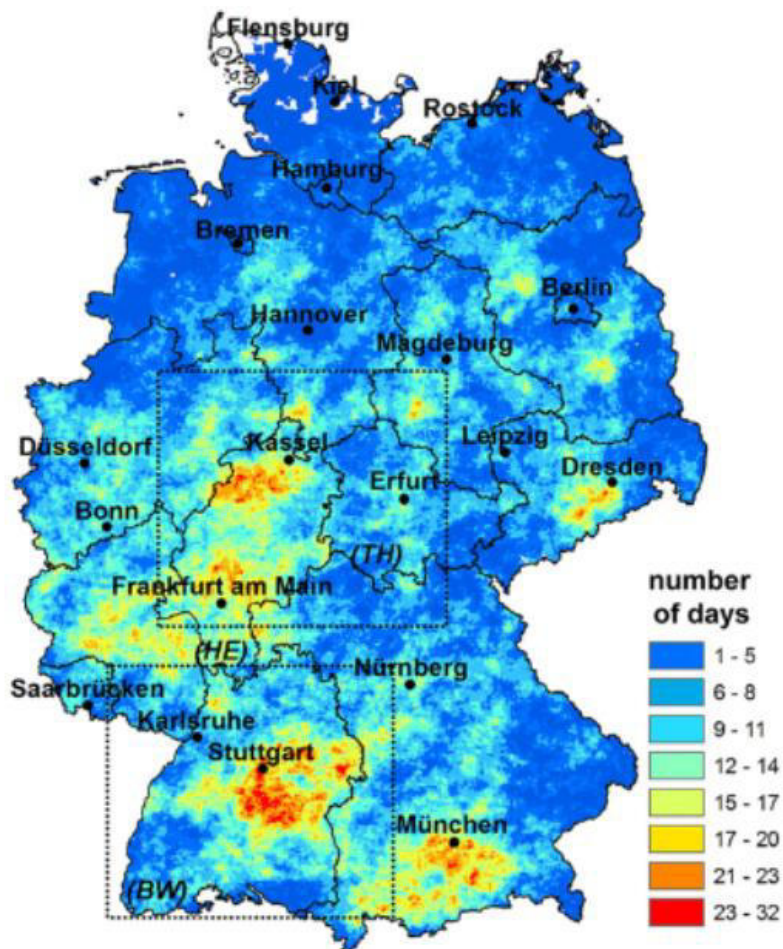 Flensburg
Kiel
Rostock
Hamburg
Bremen
Berlin
Hannover
Magdeburg
Düsseldorf
Kassel
Leipzig
Dresden
Erfurt
Bonn
(TH)
Frankfurt am Main
(HE)
Nürnberg
Saarbrücken
Karlsruhe
Stuttgart
München
(BW)
number
of days
1 - 5
6 - 8
9 - 11
12 - 14
15 - 17
17 - 20
21 - 23
23 - 32